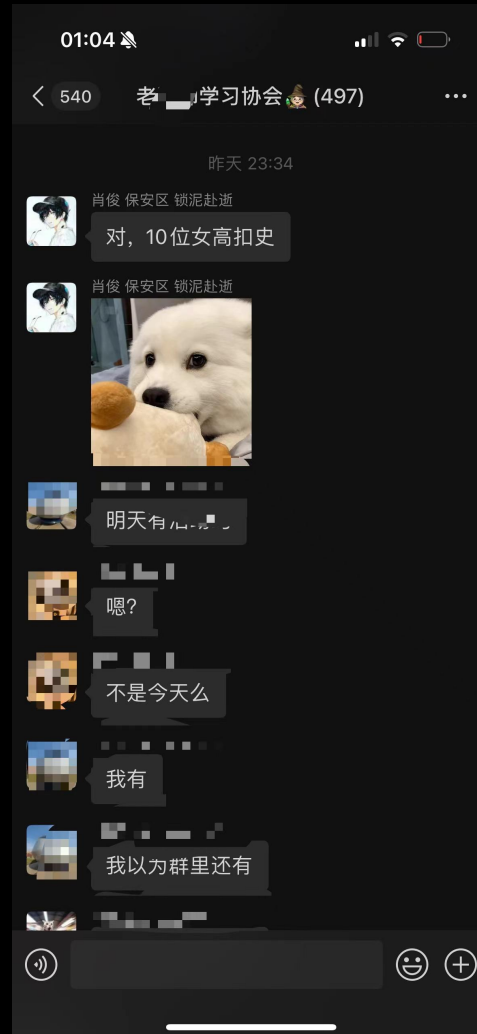 01:04
540
老 学习协会 (497)
昨天 23:34
肖俊 保安区 锁泥赴逝
对，10位女高扣史
肖俊 保安区 锁泥赴逝
明天有
嗯？
不是今天么
我有
我以为群里还有